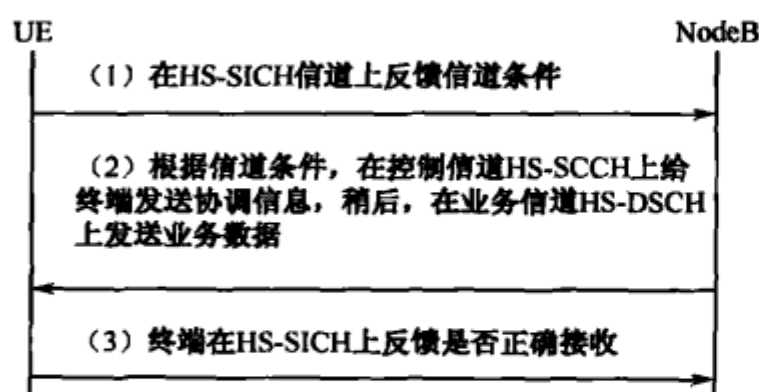 UE NodeB
（1）在HS-SICH信道上反馈信道条件
（2）根据信道条件，在控制信道HS-SCCH上给
终端发送协调信息，稍后，在业务信道HS-DSCH
上发送业务数据
（3）终端在HS-SICH上反馈是否正确接收